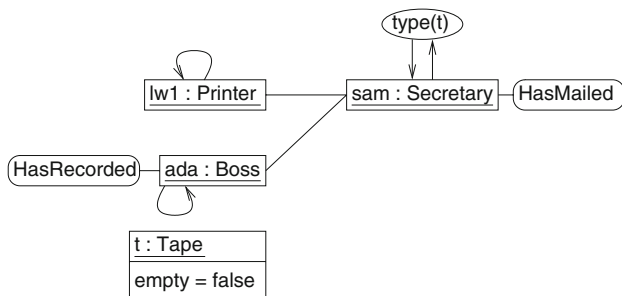 type(t)
lw1 : Printer
sam : Secretary
HasMailed
HasRecorded
ada : Boss
t : Tape
empty = false